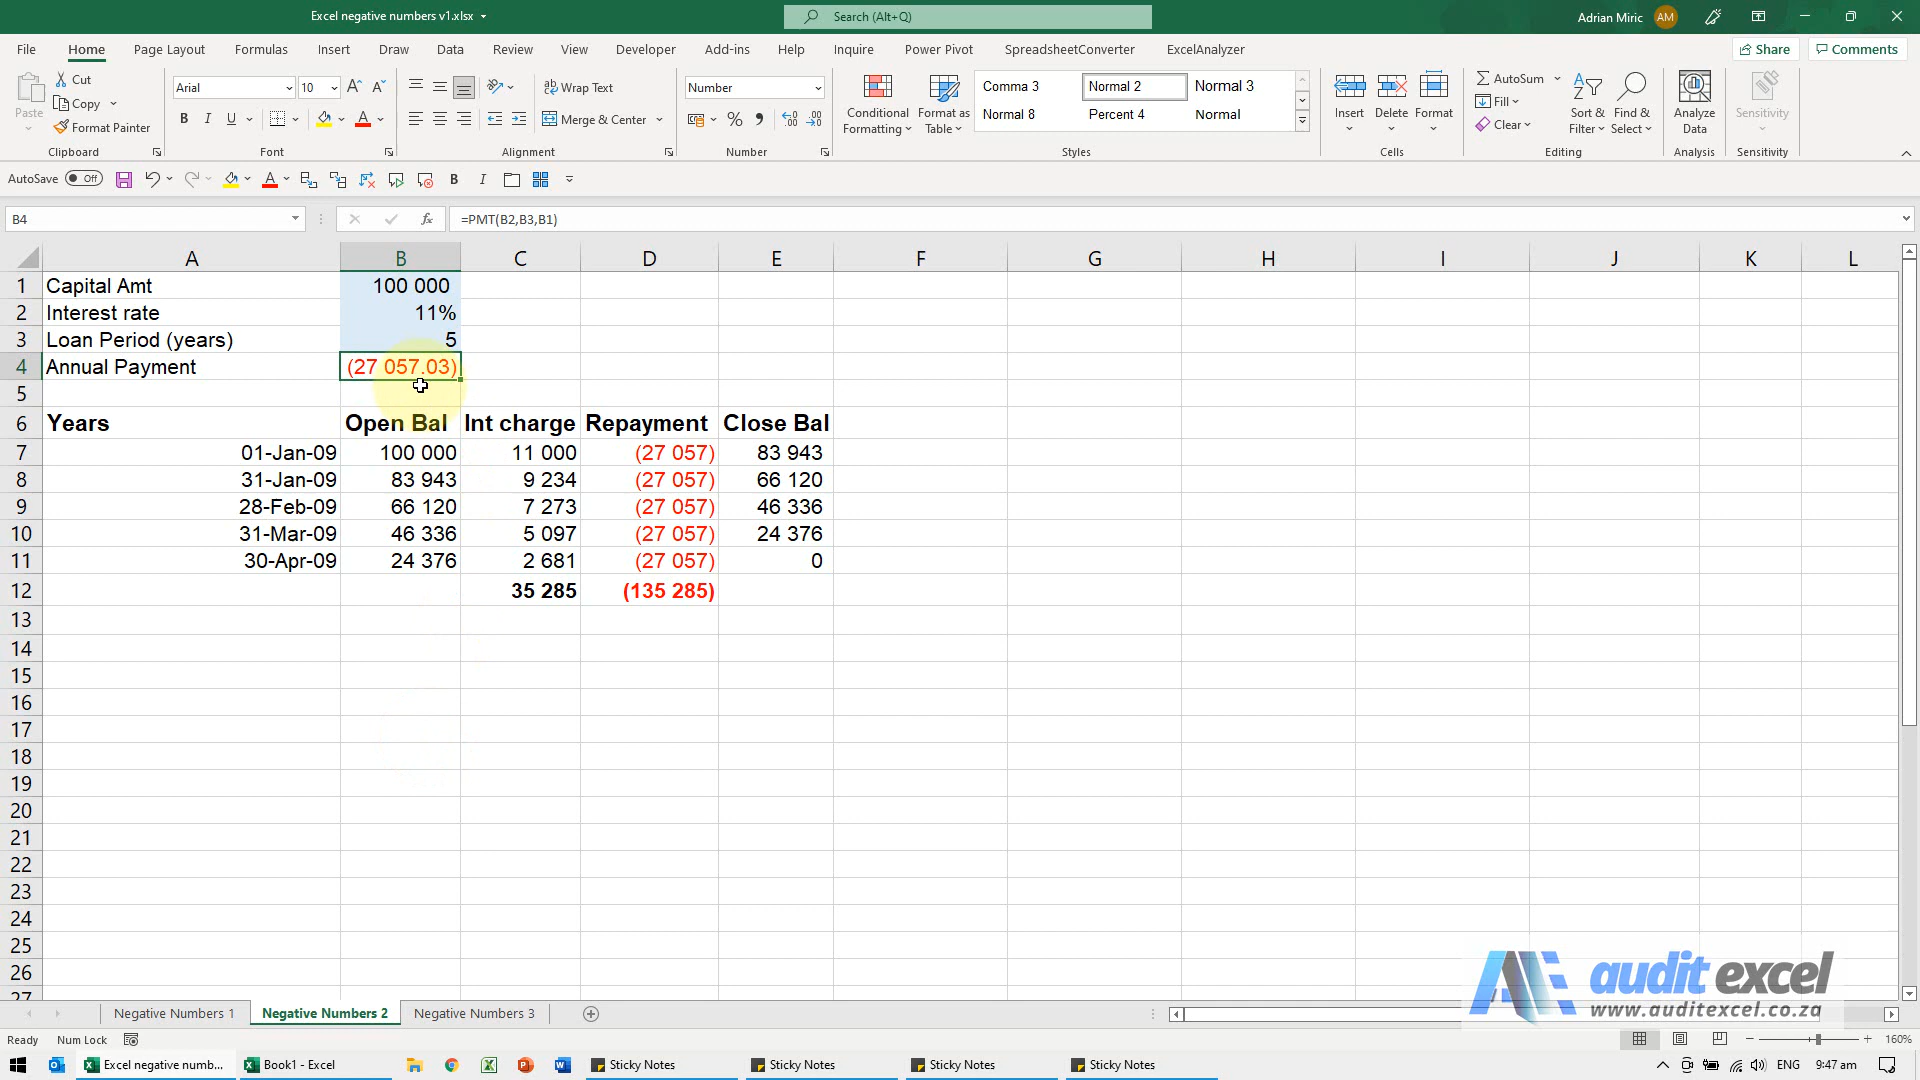 Excel negative numbers v1.xlsx
Search (Alt+Q)
Adrian Miric AM
File Home Page Layout Formulas Insert Draw Data Review View Developer Add-ins Help Inquire Power Pivot SpreadsheetConverter ExcelAnalyzer Share Comments
Paste
Cut
Copy
Format Painter
Arial 10
B I U
Wrap Text
Merge & Center
Number
%
Conditional Formatting
Format as Table
Comma 3 Normal 2 Normal 3
Normal 8 Percent 4 Normal
Insert Delete Format
AutoSum
Fill
Clear
Sort & Filter
Find & Select
Analyze Data
Sensitivity
Clipboard Font Alignment Number Styles Cells Editing Analysis Sensitivity
AutoSave Off B I
B4 fx =PMT(B2,B3,B1)
A B C D E F G H I J K L
1 Capital Amt 100 000
2 Interest rate 11%
3 Loan Period (years) 5
4 Annual Payment (27 057.03)
5
6 Years Open Bal Int charge Repayment Close Bal
7 01-Jan-09 100 000 11 000 (27 057) 83 943
8 31-Jan-09 83 943 9 234 (27 057) 66 120
9 28-Feb-09 66 120 7 273 (27 057) 46 336
10 31-Mar-09 46 336 5 097 (27 057) 24 376
11 30-Apr-09 24 376 2 681 (27 057) 0
12 35 285 (135 285)
13
14
15
16
17
18
19
20
21
22
23
24
25
26
27
audit excel
www.auditexcel.co.za
Negative Numbers 1 Negative Numbers 2 Negative Numbers 3
Ready Num Lock 160%
Excel negative numb... Book1 - Excel Sticky Notes Sticky Notes Sticky Notes Sticky Notes ENG 9:47 am